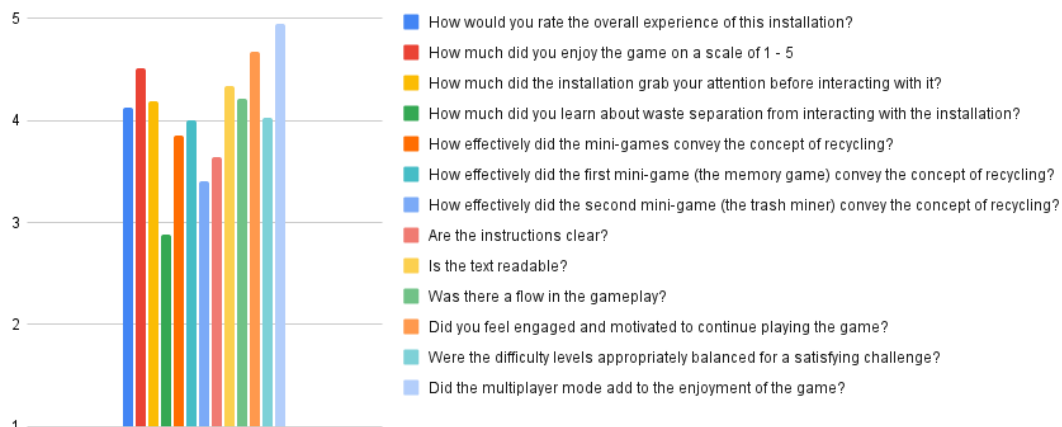 5
4
3
2
1
How would you rate the overall experience of this installation?
How much did you enjoy the game on a scale of 1 - 5
How much did the installation grab your attention before interacting with it?
How much did you learn about waste separation from interacting with the installation?
How effectively did the mini-games convey the concept of recycling?
How effectively did the first mini-game (the memory game) convey the concept of recycling?
How effectively did the second mini-game (the trash miner) convey the concept of recycling?
Are the instructions clear?
Is the text readable?
Was there a flow in the gameplay?
Did you feel engaged and motivated to continue playing the game?
Were the difficulty levels appropriately balanced for a satisfying challenge?
Did the multiplayer mode add to the enjoyment of the game?